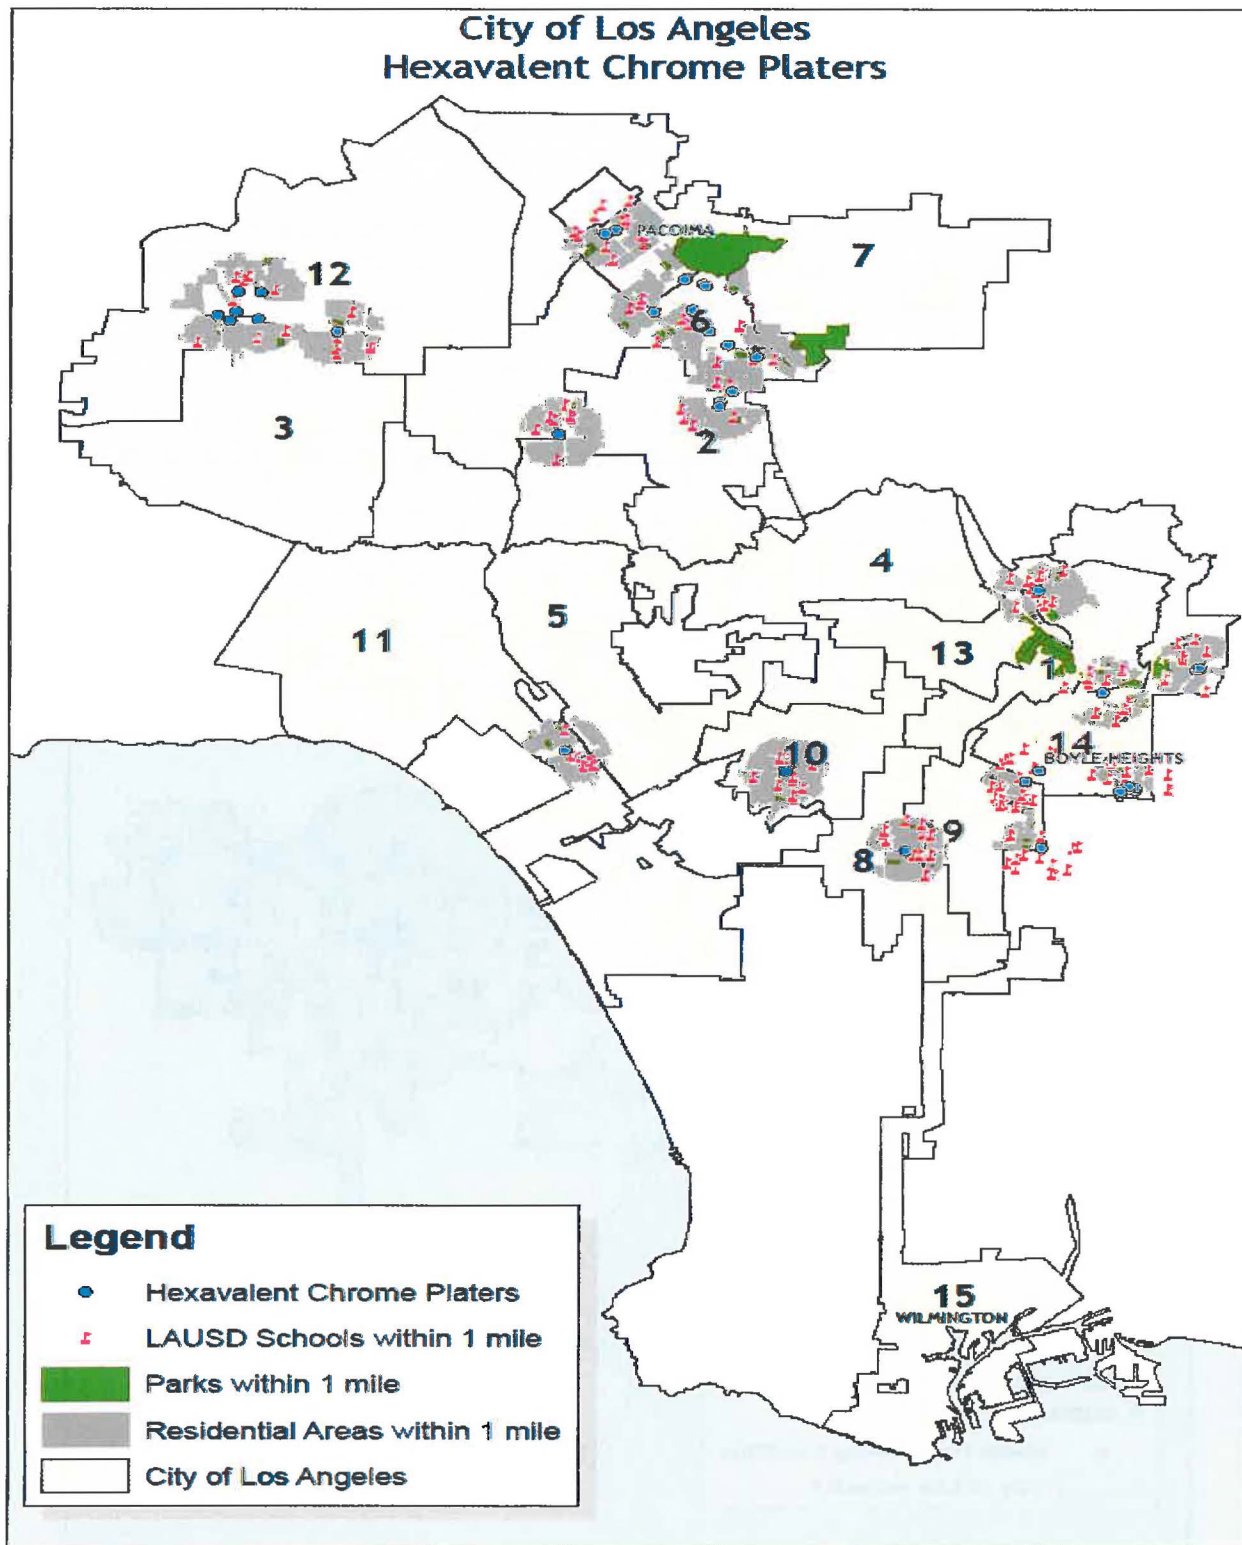 City of Los Angeles
Hexavalent Chrome Platers
PACOIMA
7
12
6
3
2
4
5
11
13
1
14
BOYLE HEIGHTS
10
9
8
15
WILMINGTON
Legend
Hexavalent Chrome Platers
LAUSD Schools within 1 mile
Parks within 1 mile
Residential Areas within 1 mile
City of Los Angeles